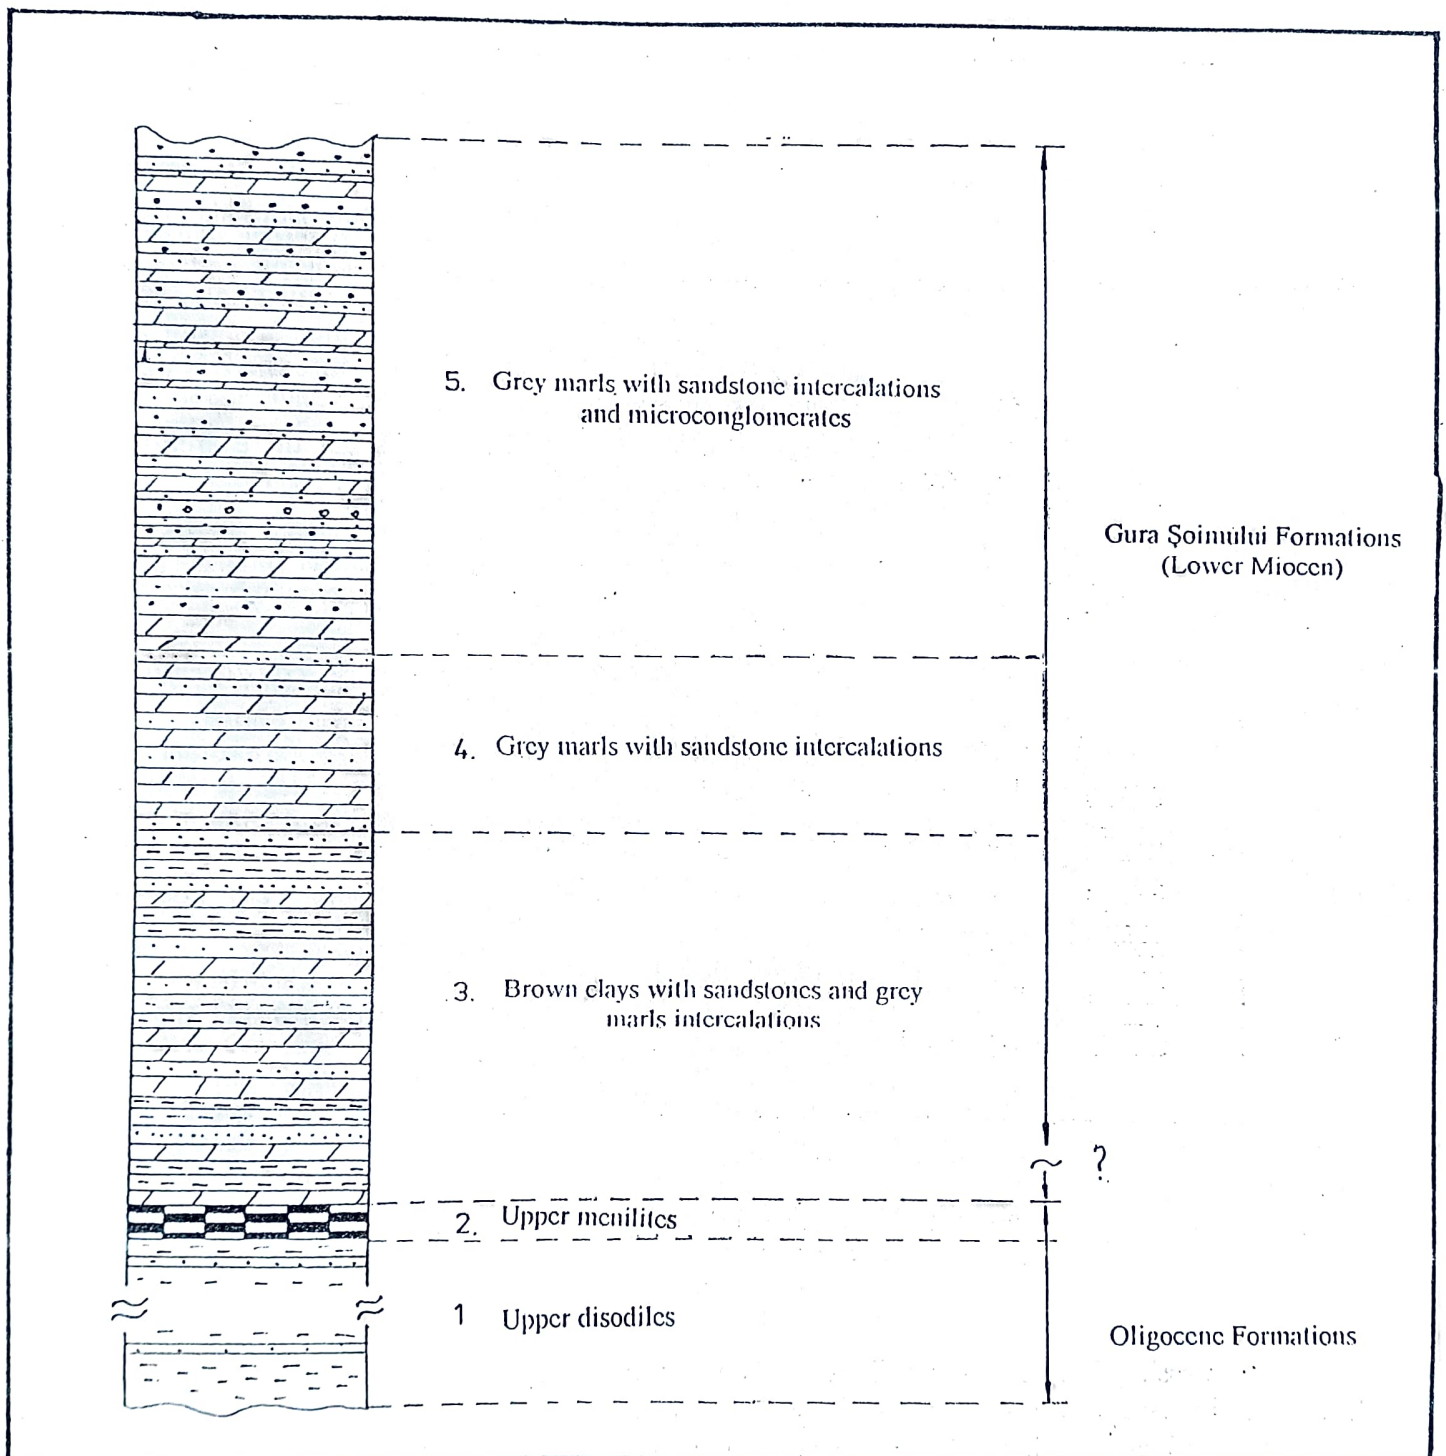 5. Grey marls with sandstone intercalations
and microconglomerates
Gura Şoimului Formations
(Lower Miocen)
4. Grey marls with sandstone intercalations
3. Brown clays with sandstones and grey
marls intercalations
?
2. Upper menilites
1 Upper disodiles
Oligocene Formations